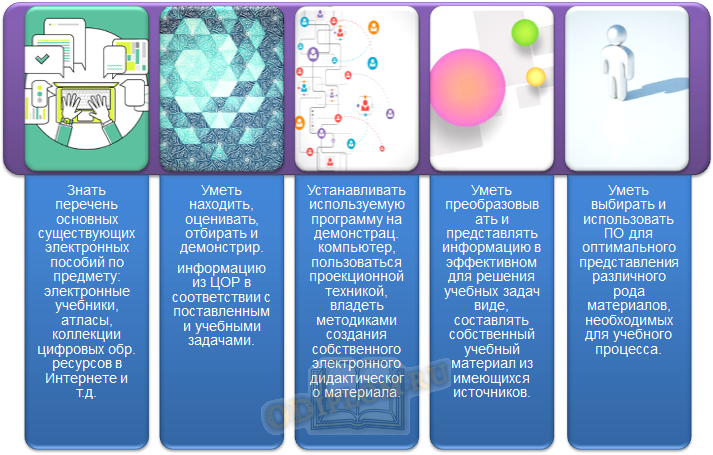 Знать
перечень
основных
существующих
электронных
пособий по
предмету:
электронные
учебники,
атласы,
коллекции
цифровых обр.
ресурсов в
Интернете и
т.д.
Уметь
находить,
оценивать,
отбирать и
демонстрир.
информацию
из ЦОР в
соответствии с
поставленным
и учебными
задачами.
Устанавливать
используемую
программу на
демонстрац.
компьютер,
пользоваться
проекционной
техникой,
владеть
методиками
создания
собственного
электронного
дидактическог
о материала.
Уметь
преобразовыв
ать и
представлять
информацию в
эффективном
для решения
учебных задач
виде,
составлять
собственный
учебный
материал из
имеющихся
источников.
Уметь
выбирать и
использовать
ПО для
оптимального
представления
различного
рода
материалов,
необходимых
для учебного
процесса.